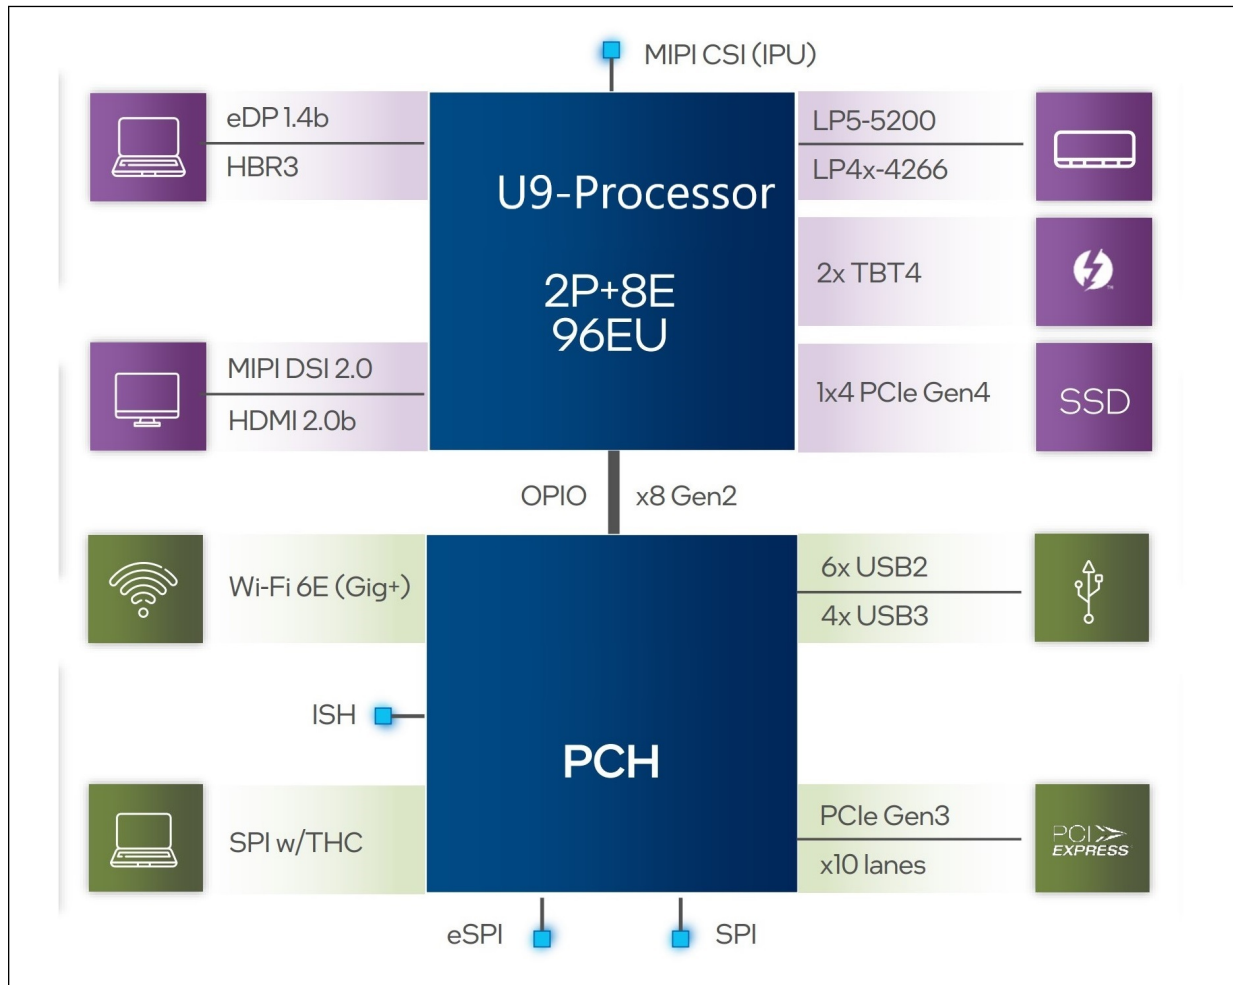 MIPI CSI (IPU)
eDP 1.4b
HBR3
U9-Processor
2P+8E
96EU
LP5-5200
LP4x-4266
2x TBT4
MIPI DSI 2.0
HDMI 2.0b
1x4 PCIe Gen4
SSD
OPIO
x8 Gen2
Wi-Fi 6E (Gig+)
6x USB2
4x USB3
ISH
PCH
SPI w/THC
PCIe Gen3
x10 lanes
PCI
EXPRESS
eSPI
SPI